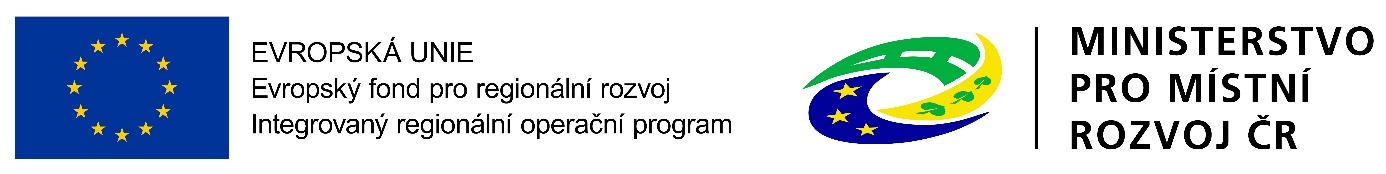 EVROPSKÁ UNIE
Evropský fond pro regionální rozvoj
Integrovaný regionální operační program
MINISTERSTVO
PRO MÍSTNÍ
ROZVOJ ČR